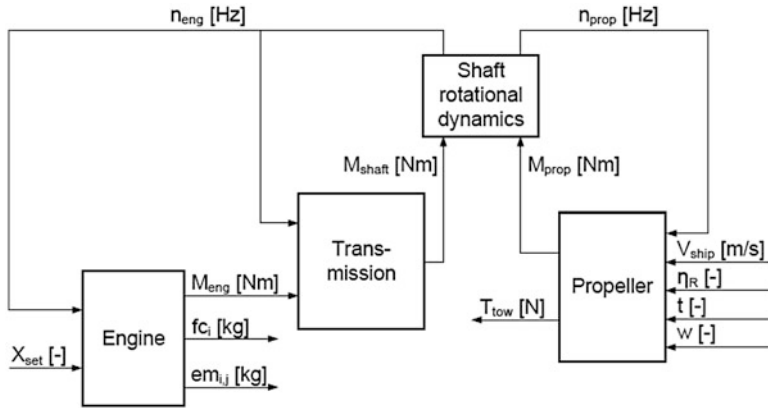 n_eng [Hz]
n_prop [Hz]
Shaft
rotational
dynamics
M_shaft [Nm]
M_prop [Nm]
Trans-
mission
M_eng [Nm]
Engine
fc_i [kg]
em_i,j [kg]
X_set [-]
Propeller
V_ship [m/s]
η_R [-]
t [-]
w [-]
T_tow [N]